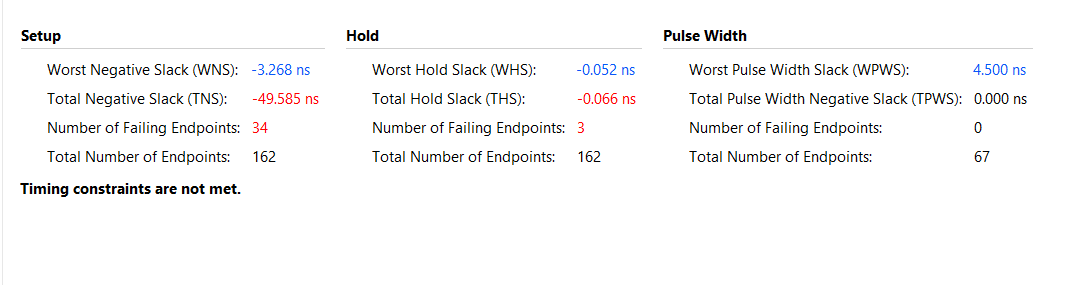 Setup
Worst Negative Slack (WNS): -3.268 ns
Total Negative Slack (TNS): -49.585 ns
Number of Failing Endpoints: 34
Total Number of Endpoints: 162
Hold
Worst Hold Slack (WHS): -0.052 ns
Total Hold Slack (THS): -0.066 ns
Number of Failing Endpoints: 3
Total Number of Endpoints: 162
Pulse Width
Worst Pulse Width Slack (WPWS): 4.500 ns
Total Pulse Width Negative Slack (TPWS): 0.000 ns
Number of Failing Endpoints: 0
Total Number of Endpoints: 67
Timing constraints are not met.